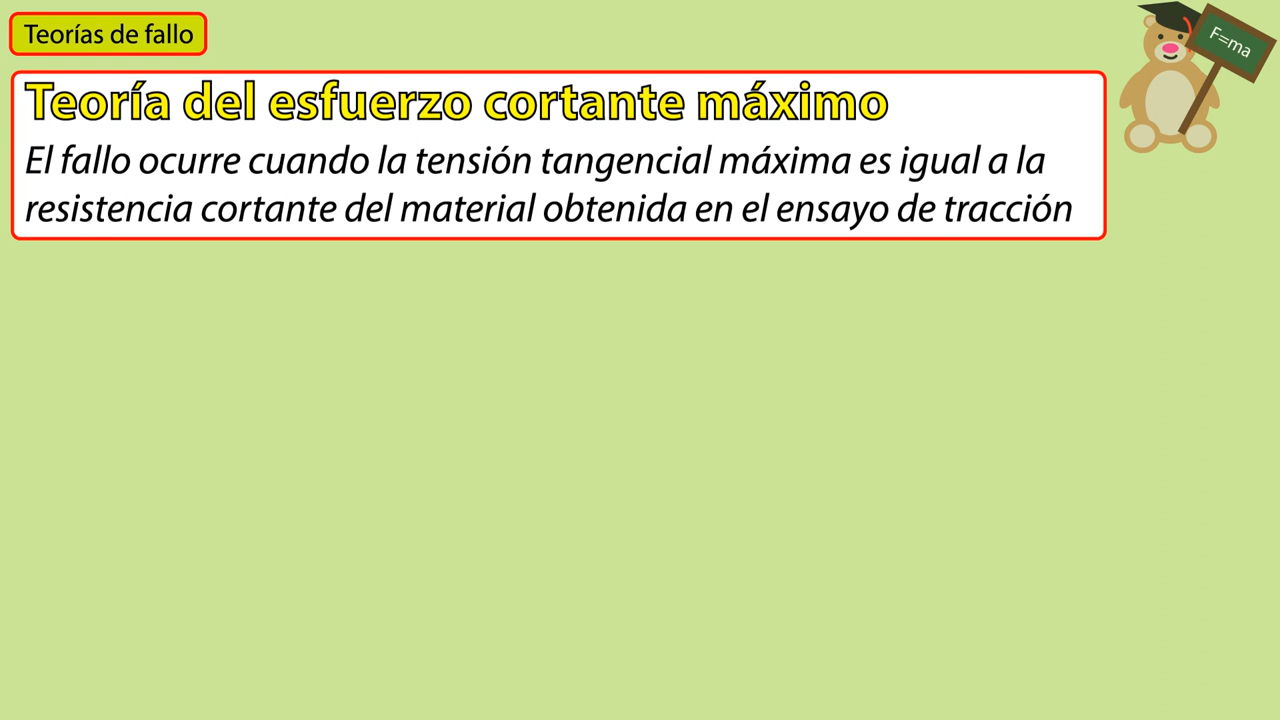 Teorías de fallo
F=ma
Teoría del esfuerzo cortante máximo
El fallo ocurre cuando la tensión tangencial máxima es igual a la
resistencia cortante del material obtenida en el ensayo de tracción